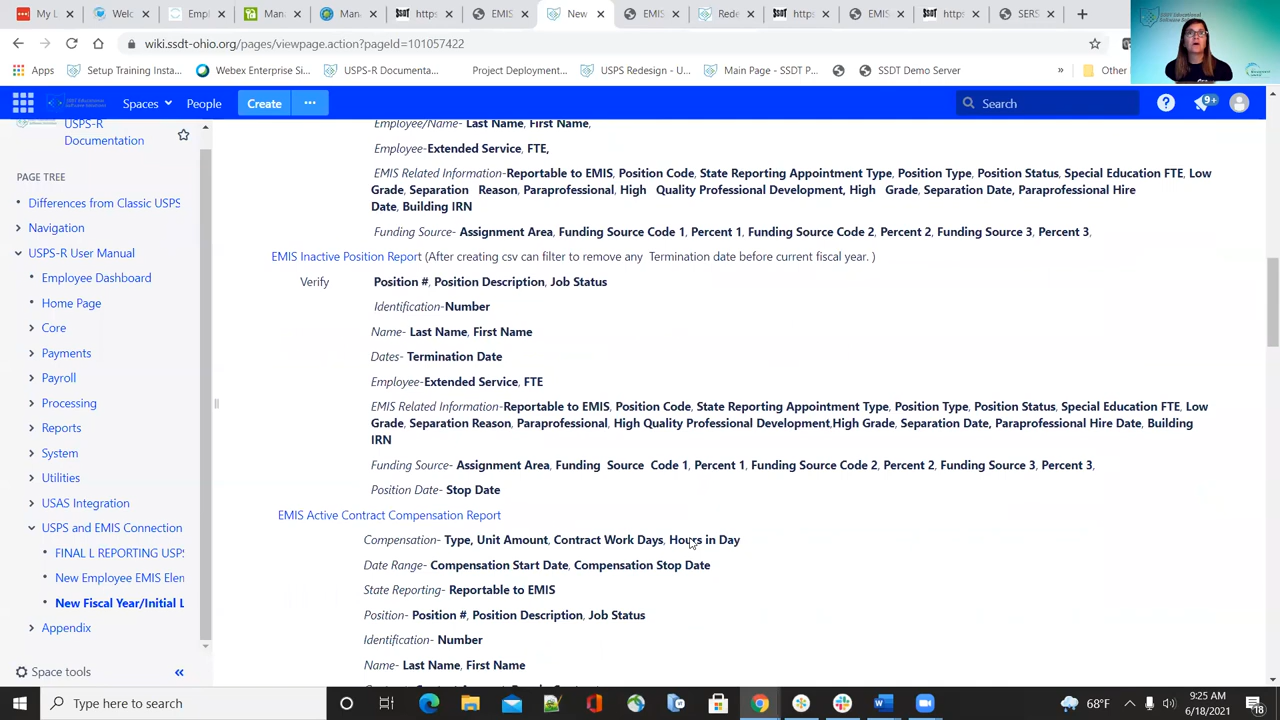 My L
Welc
Empl
Man
Mana
https
EMIS
New
EMIS
Rede
https
EMIS
https
SERS
wiki.ssdt-ohio.org/pages/viewpage.action?pageId=101057422
Apps
Setup Training Insta...
Webex Enterprise Si...
USPS-R Documenta...
Project Deployment...
USPS Redesign - U...
Main Page - SSDT P...
SSDT Demo Server
»
Other
Spaces
People
Create
...
Search
9+
USPS-R
Documentation
PAGE TREE
Differences from Classic USPS
Navigation
USPS-R User Manual
Employee Dashboard
Home Page
Core
Payments
Payroll
Processing
Reports
System
Utilities
USAS Integration
USPS and EMIS Connection
FINAL L REPORTING USPS
New Employee EMIS Elem
New Fiscal Year/Initial L
Appendix
Space tools
«
Employee/Name- Last Name, First Name,
Employee-Extended Service, FTE,
EMIS Related Information-Reportable to EMIS, Position Code, State Reporting Appointment Type, Position Type, Position Status, Special Education FTE, Low
Grade, Separation Reason, Paraprofessional, High Quality Professional Development, High Grade, Separation Date, Paraprofessional Hire
Date, Building IRN
Funding Source- Assignment Area, Funding Source Code 1, Percent 1, Funding Source Code 2, Percent 2, Funding Source 3, Percent 3,
EMIS Inactive Position Report (After creating csv can filter to remove any Termination date before current fiscal year. )
Verify Position #, Position Description, Job Status
Identification-Number
Name- Last Name, First Name
Dates- Termination Date
Employee-Extended Service, FTE
EMIS Related Information-Reportable to EMIS, Position Code, State Reporting Appointment Type, Position Type, Position Status, Special Education FTE, Low
Grade, Separation Reason, Paraprofessional, High Quality Professional Development,High Grade, Separation Date, Paraprofessional Hire Date, Building
IRN
Funding Source- Assignment Area, Funding Source Code 1, Percent 1, Funding Source Code 2, Percent 2, Funding Source 3, Percent 3,
Position Date- Stop Date
EMIS Active Contract Compensation Report
Compensation- Type, Unit Amount, Contract Work Days, Hours in Day
Date Range- Compensation Start Date, Compensation Stop Date
State Reporting- Reportable to EMIS
Position- Position #, Position Description, Job Status
Identification- Number
Name- Last Name, First Name
Type here to search
68°F
9:25 AM
6/18/2021
18